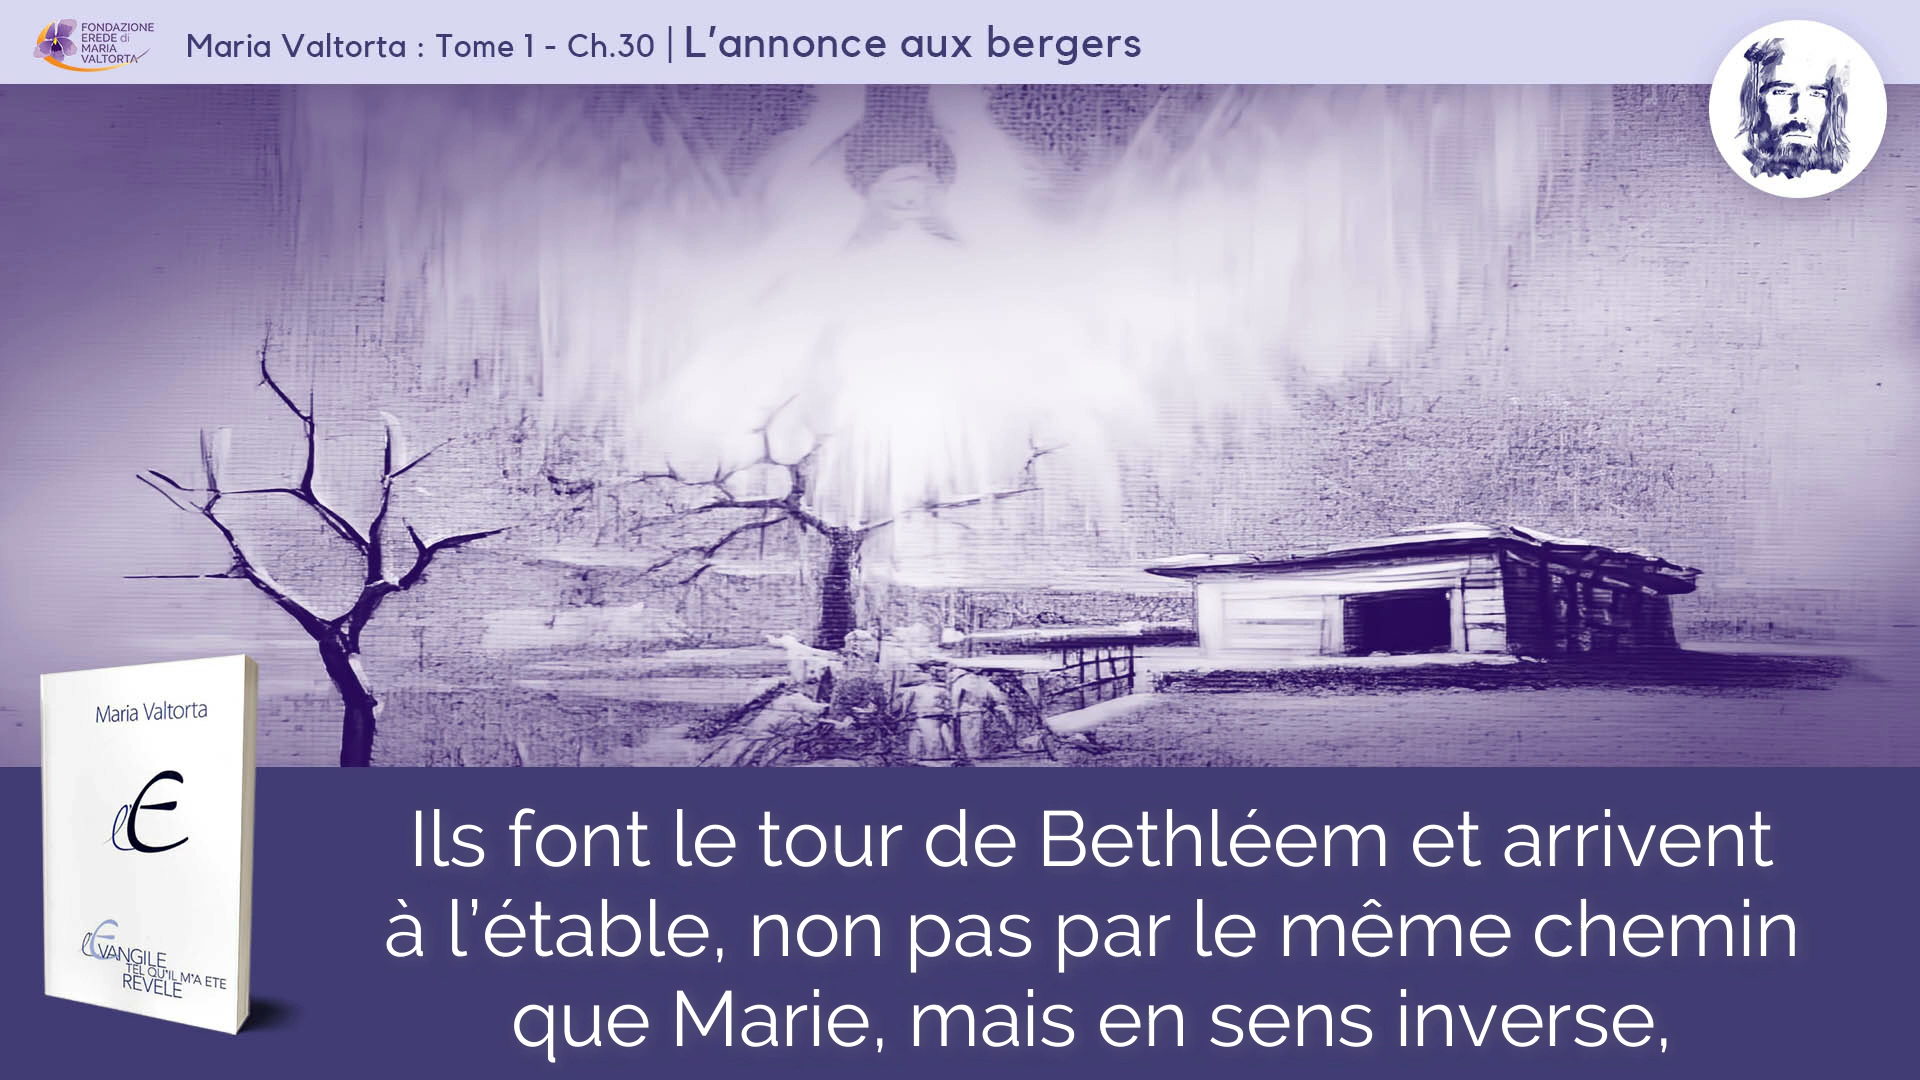 FONDAZIONE
EREDE di
MARIA
VALTORTA
Maria Valtorta : Tome 1 - Ch.30 | L'annonce aux bergers
Maria Valtorta
l'E
l'ÉVANGILE
TEL QU'IL M'A ETE
RÉVÉLÉ
Ils font le tour de Bethléem et arrivent
à l'étable, non pas par le même chemin
que Marie, mais en sens inverse,